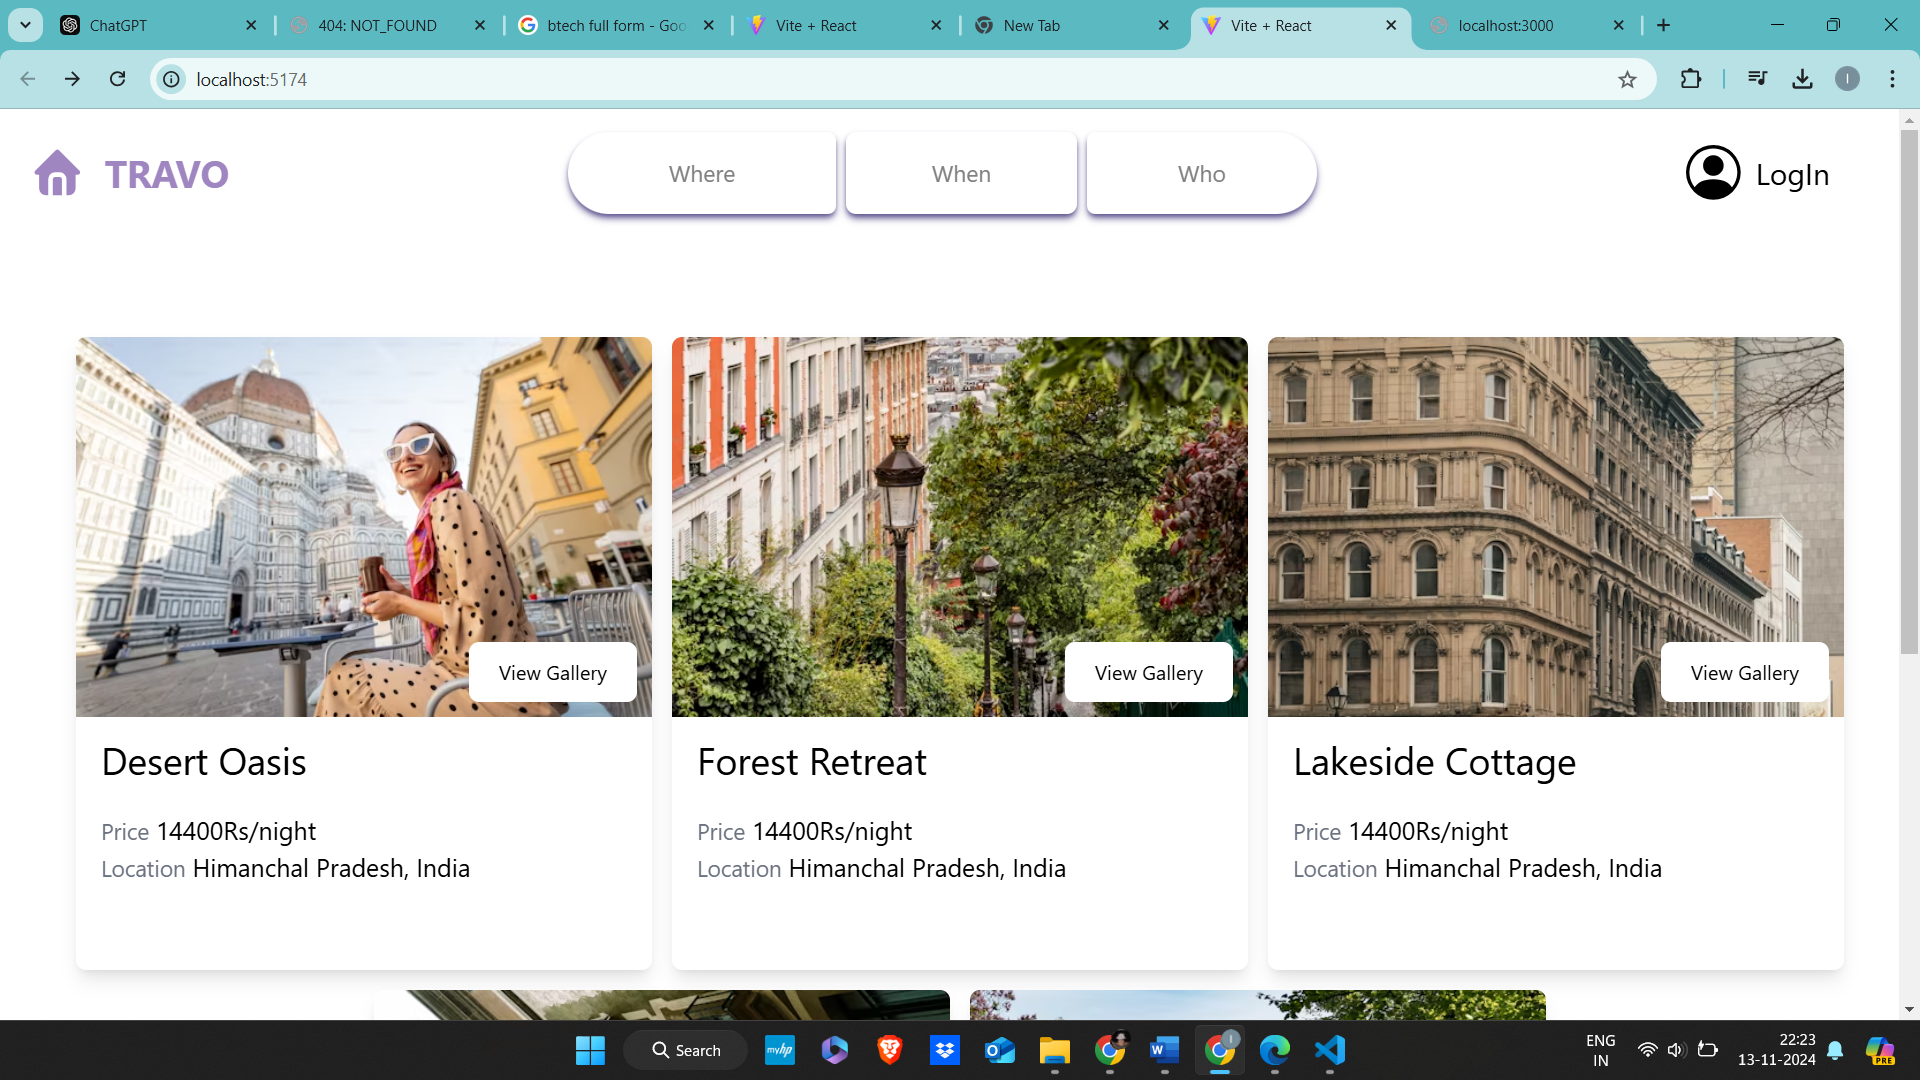 ChatGPT
404: NOT_FOUND
btech full form - Goo
Vite + React
New Tab
Vite + React
localhost:3000
localhost:5174
I
TRAVO
Where
When
Who
LogIn
View Gallery
View Gallery
View Gallery
Desert Oasis
Forest Retreat
Lakeside Cottage
Price 14400Rs/night
Price 14400Rs/night
Price 14400Rs/night
Location Himanchal Pradesh, India
Location Himanchal Pradesh, India
Location Himanchal Pradesh, India
Search
myhp
ENG
IN
22:23
13-11-2024
PRE